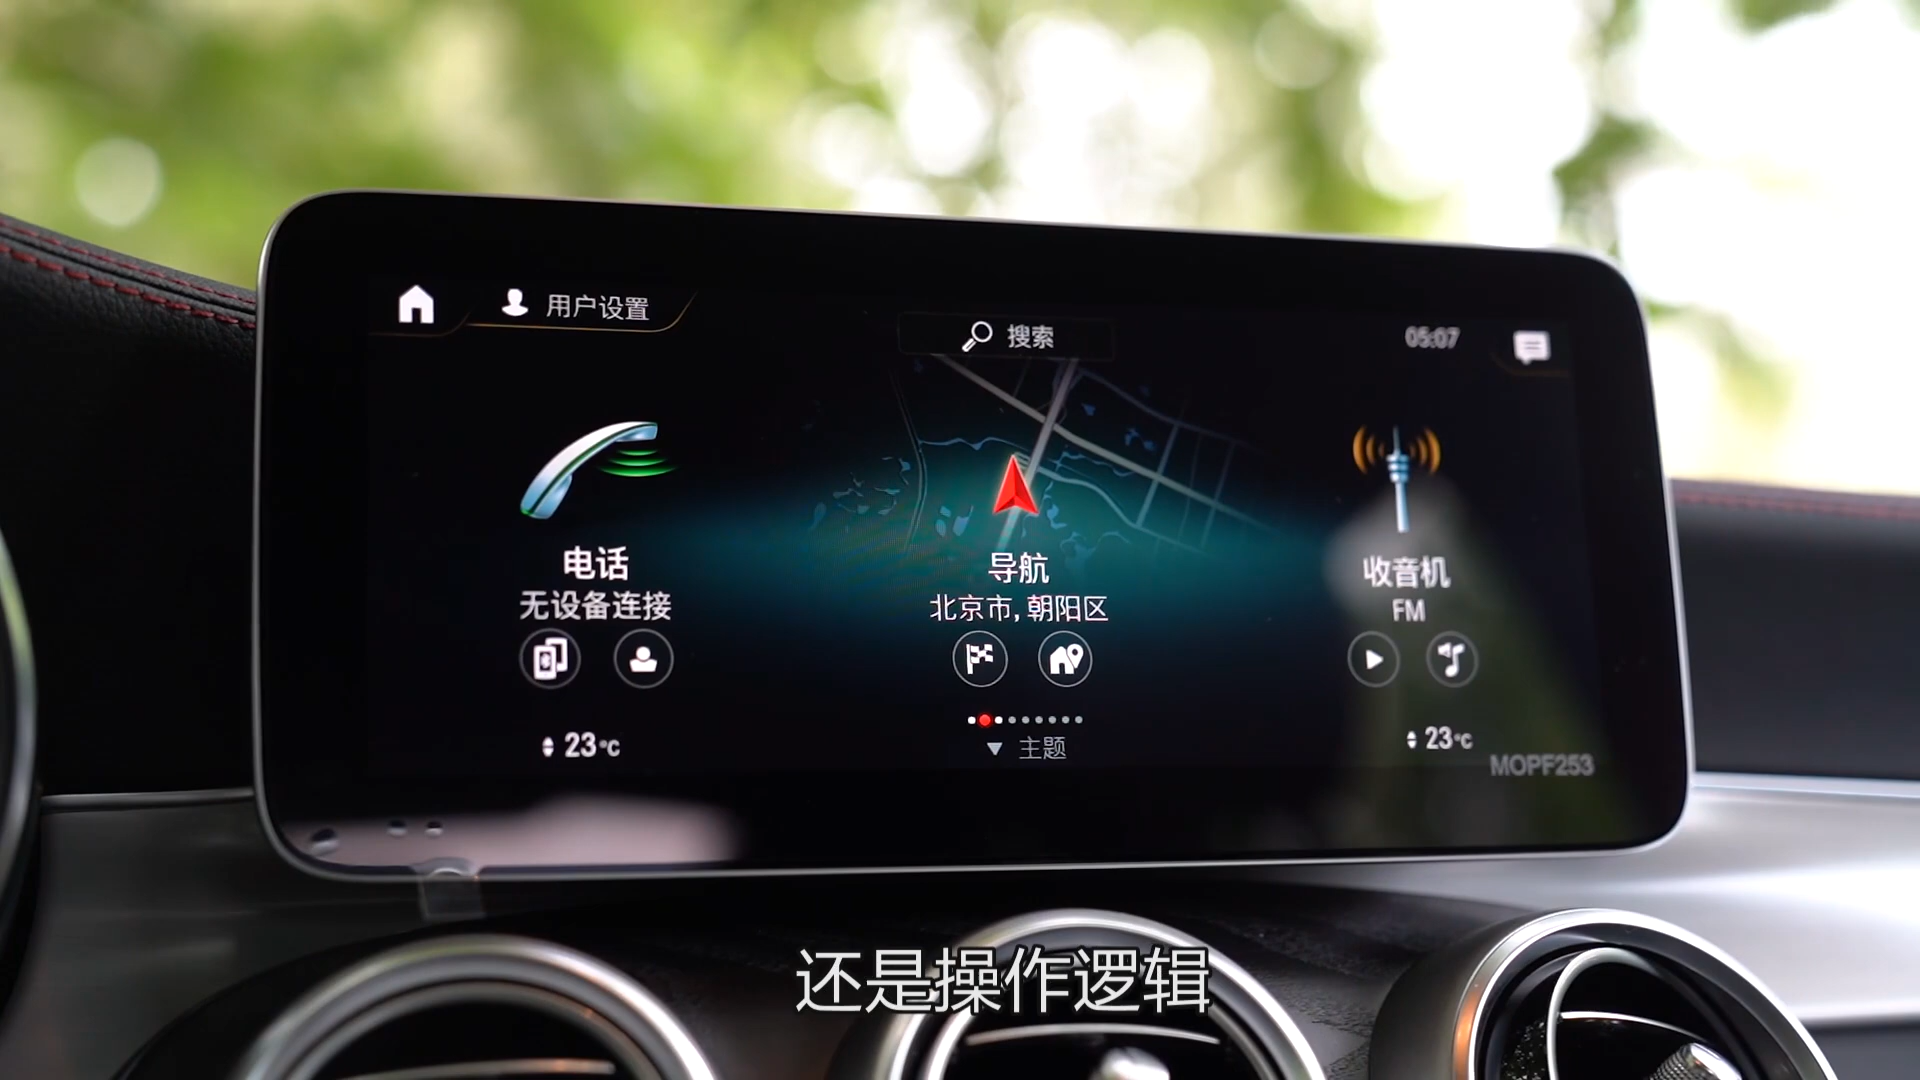 用户设置
搜索
05:07
电话
无设备连接
导航
北京市,朝阳区
收音机
FM
23°C
主题
23°C
MOPF253
还是操作逻辑